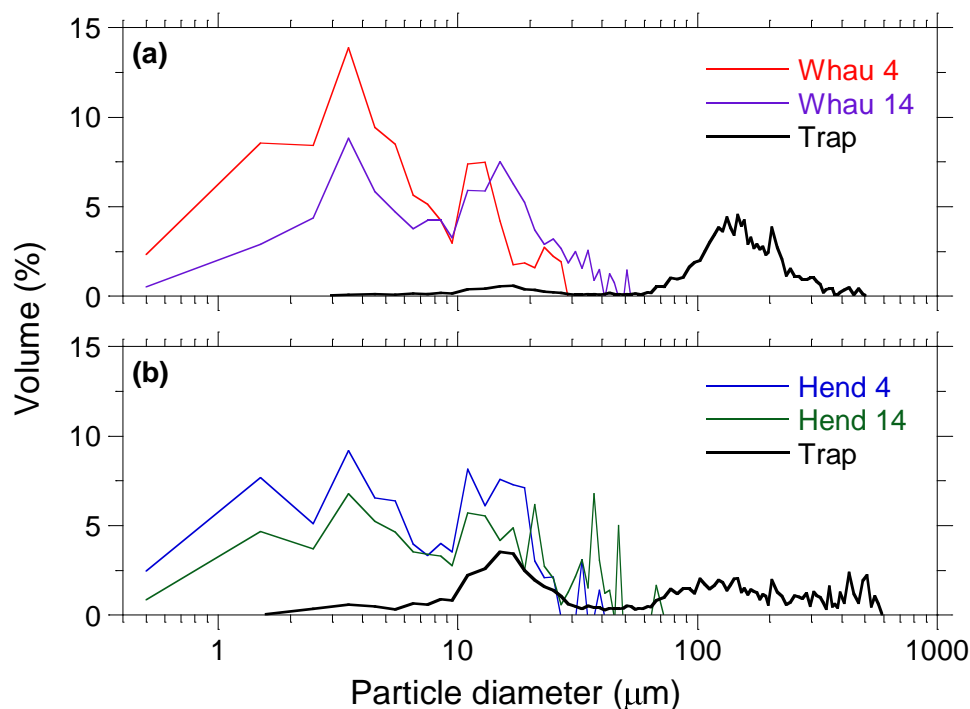 15
(a)
Whau 4
Whau 14
Trap
10
5
0
Volume (%)
15
(b)
Hend 4
Hend 14
Trap
10
5
0
1 10 100 1000
Particle diameter (μm)